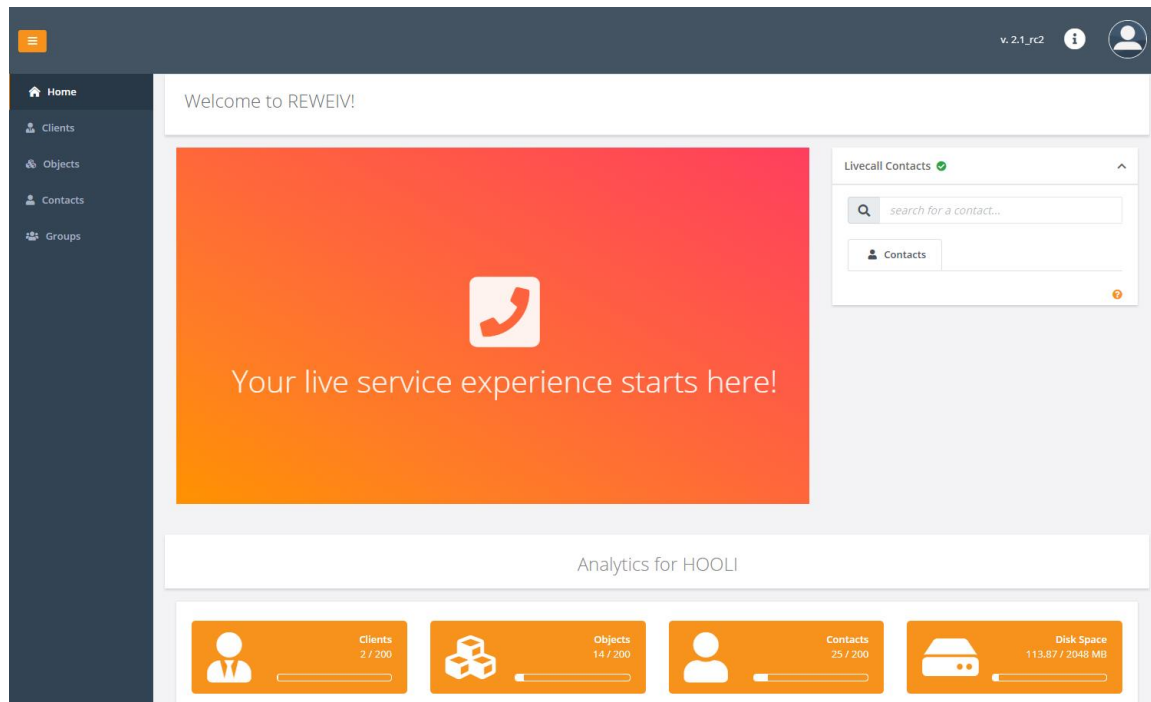 v. 2.1_rc2
Home
Clients
Objects
Contacts
Groups
Welcome to REWEIV!
Your live service experience starts here!
Livecall Contacts
search for a contact...
Contacts
Analytics for HOOLI
Clients
2 / 200
Objects
14 / 200
Contacts
25 / 200
Disk Space
113.87 / 2048 MB